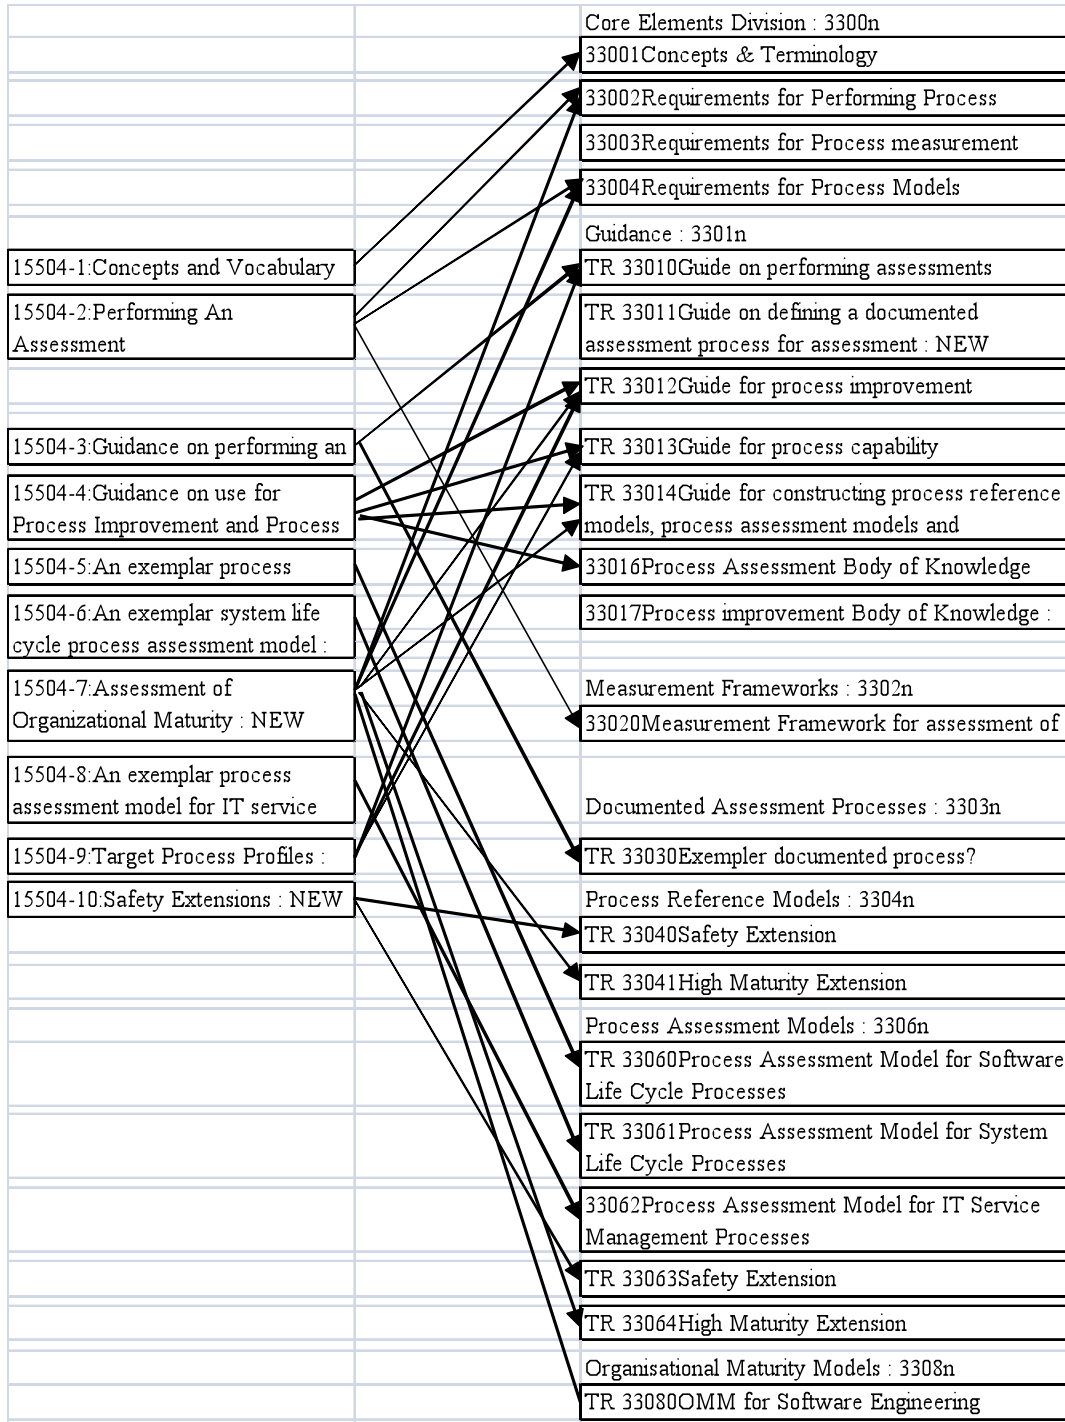 15504-1:Concepts and Vocabulary
15504-2:Performing An
Assessment
15504-3:Guidance on performing an
15504-4:Guidance on use for
Process Improvement and Process
15504-5:An exemplar process
15504-6:An exemplar system life
cycle process assessment model :
15504-7:Assessment of
Organizational Maturity : NEW
15504-8:An exemplar process
assessment model for IT service
15504-9:Target Process Profiles :
15504-10:Safety Extensions : NEW
Core Elements Division : 3300n
33001Concepts & Terminology
33002Requirements for Performing Process
33003Requirements for Process measurement
33004Requirements for Process Models
Guidance : 3301n
TR 33010Guide on performing assessments
TR 33011Guide on defining a documented
assessment process for assessment : NEW
TR 33012Guide for process improvement
TR 33013Guide for process capability
TR 33014Guide for constructing process reference
models, process assessment models and
33016Process Assessment Body of Knowledge
33017Process improvement Body of Knowledge :
Measurement Frameworks : 3302n
33020Measurement Framework for assessment of
Documented Assessment Processes : 3303n
TR 33030Exempler documented process?
Process Reference Models : 3304n
TR 33040Safety Extension
TR 33041High Maturity Extension
Process Assessment Models : 3306n
TR 33060Process Assessment Model for Software
Life Cycle Processes
TR 33061Process Assessment Model for System
Life Cycle Processes
33062Process Assessment Model for IT Service
Management Processes
TR 33063Safety Extension
TR 33064High Maturity Extension
Organisational Maturity Models : 3308n
TR 33080OMM for Software Engineering